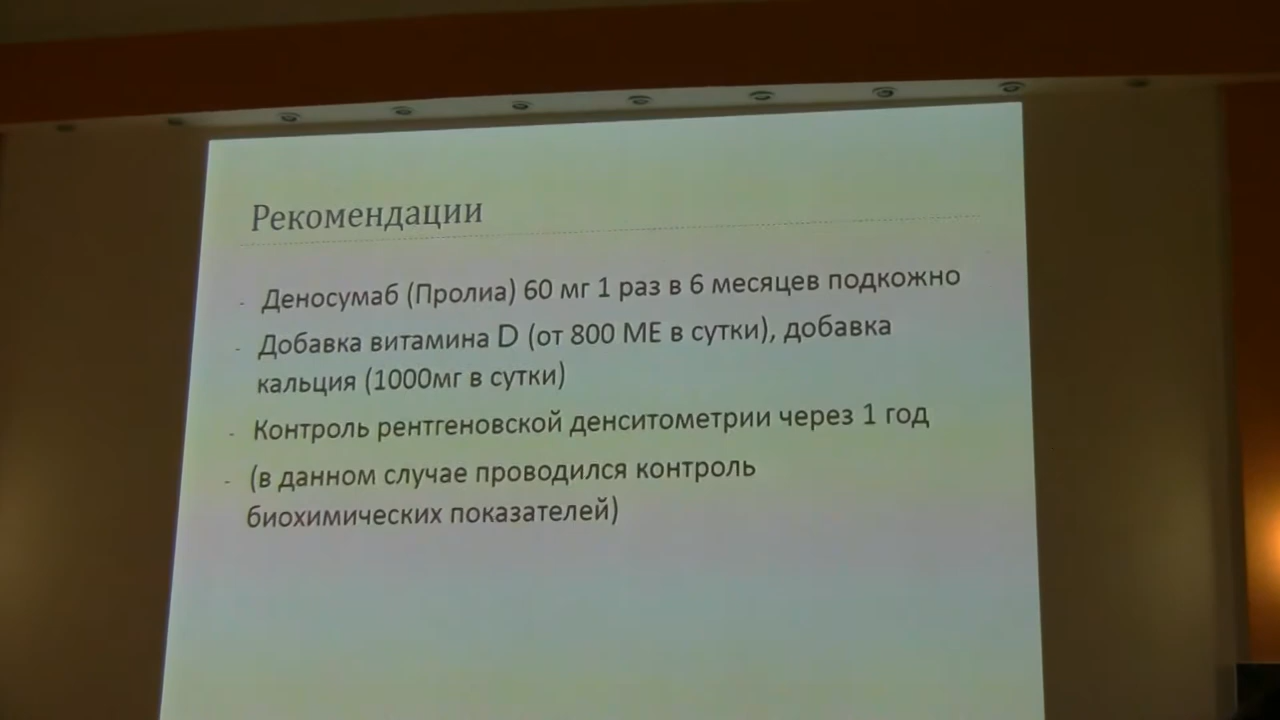 Рекомендации
- Деносумаб (Пролиа) 60 мг 1 раз в 6 месяцев подкожно
- Добавка витамина D (от 800 МЕ в сутки), добавка
кальция (1000мг в сутки)
- Контроль рентгеновской денситометрии через 1 год
- (в данном случае проводился контроль
биохимических показателей)